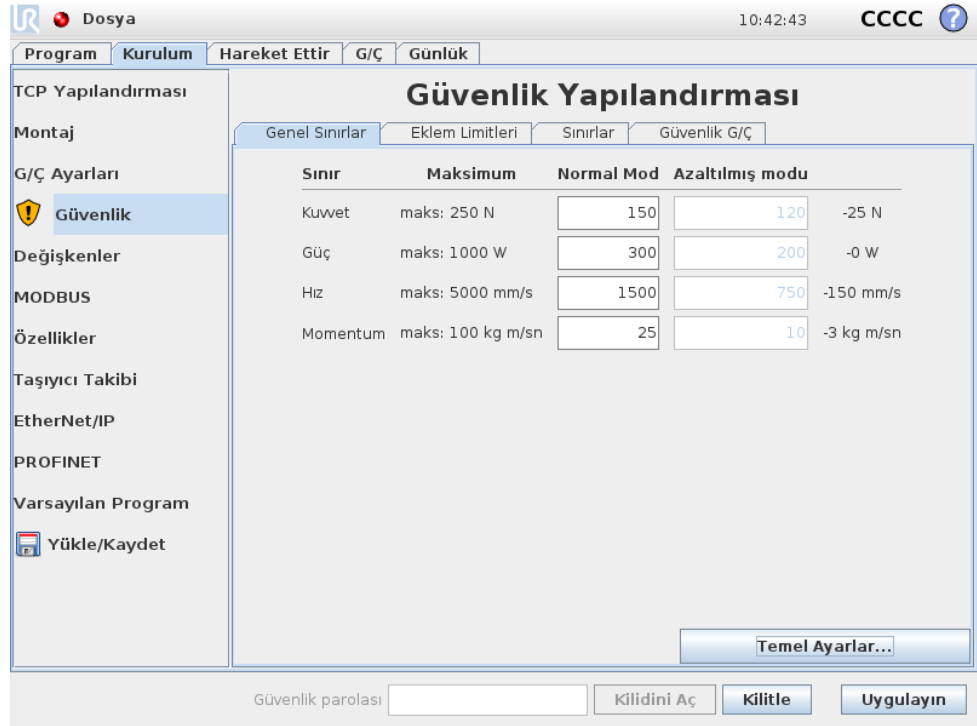 UR Dosya 10:42:43 CCCC ?
Program Kurulum Hareket Ettir G/Ç Günlük
TCP Yapılandırması
Montaj
G/Ç Ayarları
Güvenlik
Değişkenler
MODBUS
Özellikler
Taşıyıcı Takibi
EtherNet/IP
PROFINET
Varsayılan Program
Yükle/Kaydet
Güvenlik Yapılandırması
Genel Sınırlar Eklem Limitleri Sınırlar Güvenlik G/Ç
Sınır Maksimum Normal Mod Azaltılmış modu
Kuvvet maks: 250 N 150 120 -25 N
Güç maks: 1000 W 300 200 -0 W
Hız maks: 5000 mm/s 1500 750 -150 mm/s
Momentum maks: 100 kg m/sn 25 10 -3 kg m/sn
Temel Ayarlar...
Güvenlik parolası Kilidini Aç Kilitle Uygulayın